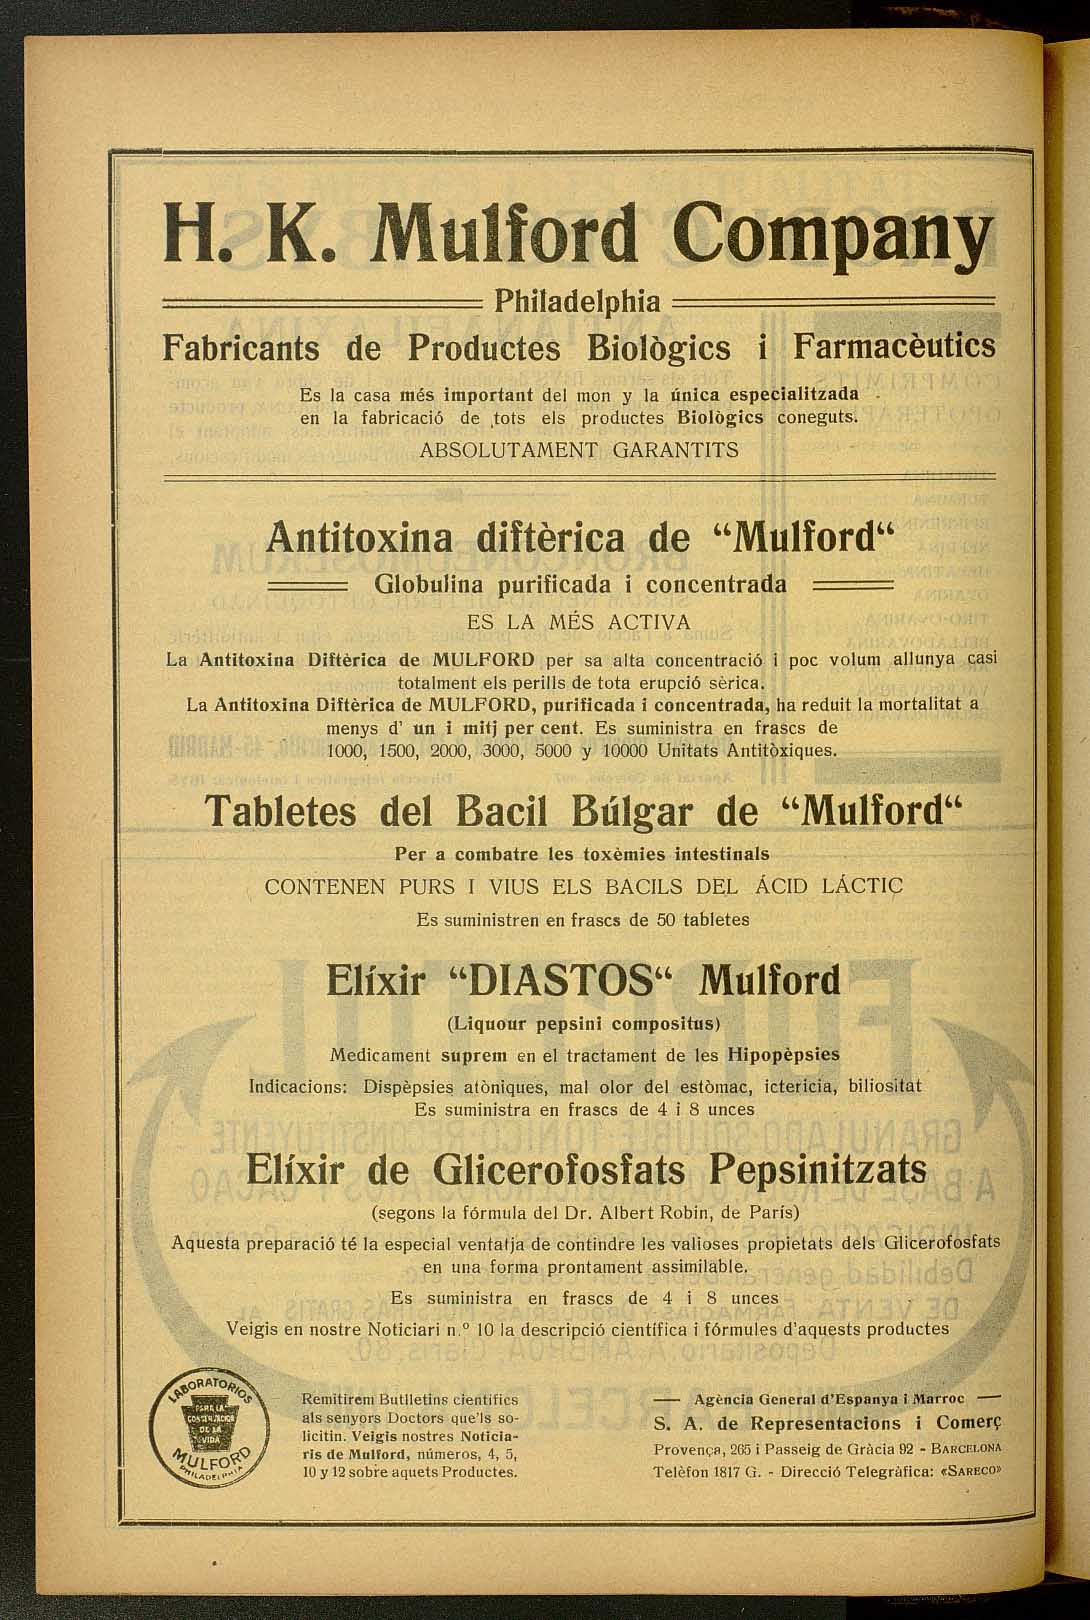 H. K. Mulford Company
Philadelphia
Fabricants de Productes Biològics i Farmacèutics
Es la casa més important del mon y la única especialitzada
en la fabricació de tots els productes Biològics coneguts.
ABSOLUTAMENT GARANTITS
Antitoxina diftèrica de “Mulford“
Globulina purificada i concentrada
ES LA MÉS ACTIVA
La Antitoxina Diftèrica de MULFORD per sa alta concentració i poc volum allunya casi
totalment els perills de tota erupció sèrica.
La Antitoxina Diftèrica de MULFORD, purificada i concentrada, ha reduit la mortalitat a
menys d' un i mitj per cent. Es suministra en frascs de
1000, 1500, 2000, 3000, 5000 y 10000 Unitats Antitòxiques.
Tabletes del Bacil Búlgar de “Mulford“
Per a combatre les toxèmies intestinals
CONTENEN PURS I VIUS ELS BACILS DEL ÁCID LÁCTIC
Es suministren en frascs de 50 tabletes
Elíxir “DIASTOS“ Mulford
(Liquour pepsini compositus)
Medicament suprem en el tractament de les Hipopèpsies
Indicacions: Dispèpsies atòniques, mal olor del estòmac, ictericia, biliositat
Es suministra en frascs de 4 i 8 unces
Elíxir de Glicerofosfats Pepsinitzats
(segons la fórmula del Dr. Albert Robin, de París)
Aquesta preparació té la especial ventatja de contindre les valioses propietats dels Glicerofosfats
en una forma prontament assimilable.
Es suministra en frascs de 4 i 8 unces
Veigis en nostre Noticiari n.º 10 la descripció científica i fórmules d'aquests productes
LABORATORIOS
PARA LA
CONSERVACION
DE LA
VIDA
MULFORD
PHILADELPHIA
Remitirem Butlletins cientifics
als senyors Doctors que'ls so-
licitin. Veigis nostres Noticia-
ris de Mulford, números, 4, 5,
10 y 12 sobre aquets Productes.
— Agència General d'Espanya i Marroc —
S. A. de Representacions i Comerç
Provença, 265 i Passeig de Gràcia 92 - BARCELONA
Telèfon 1817 G. - Direcció Telegràfica: «SARECO»